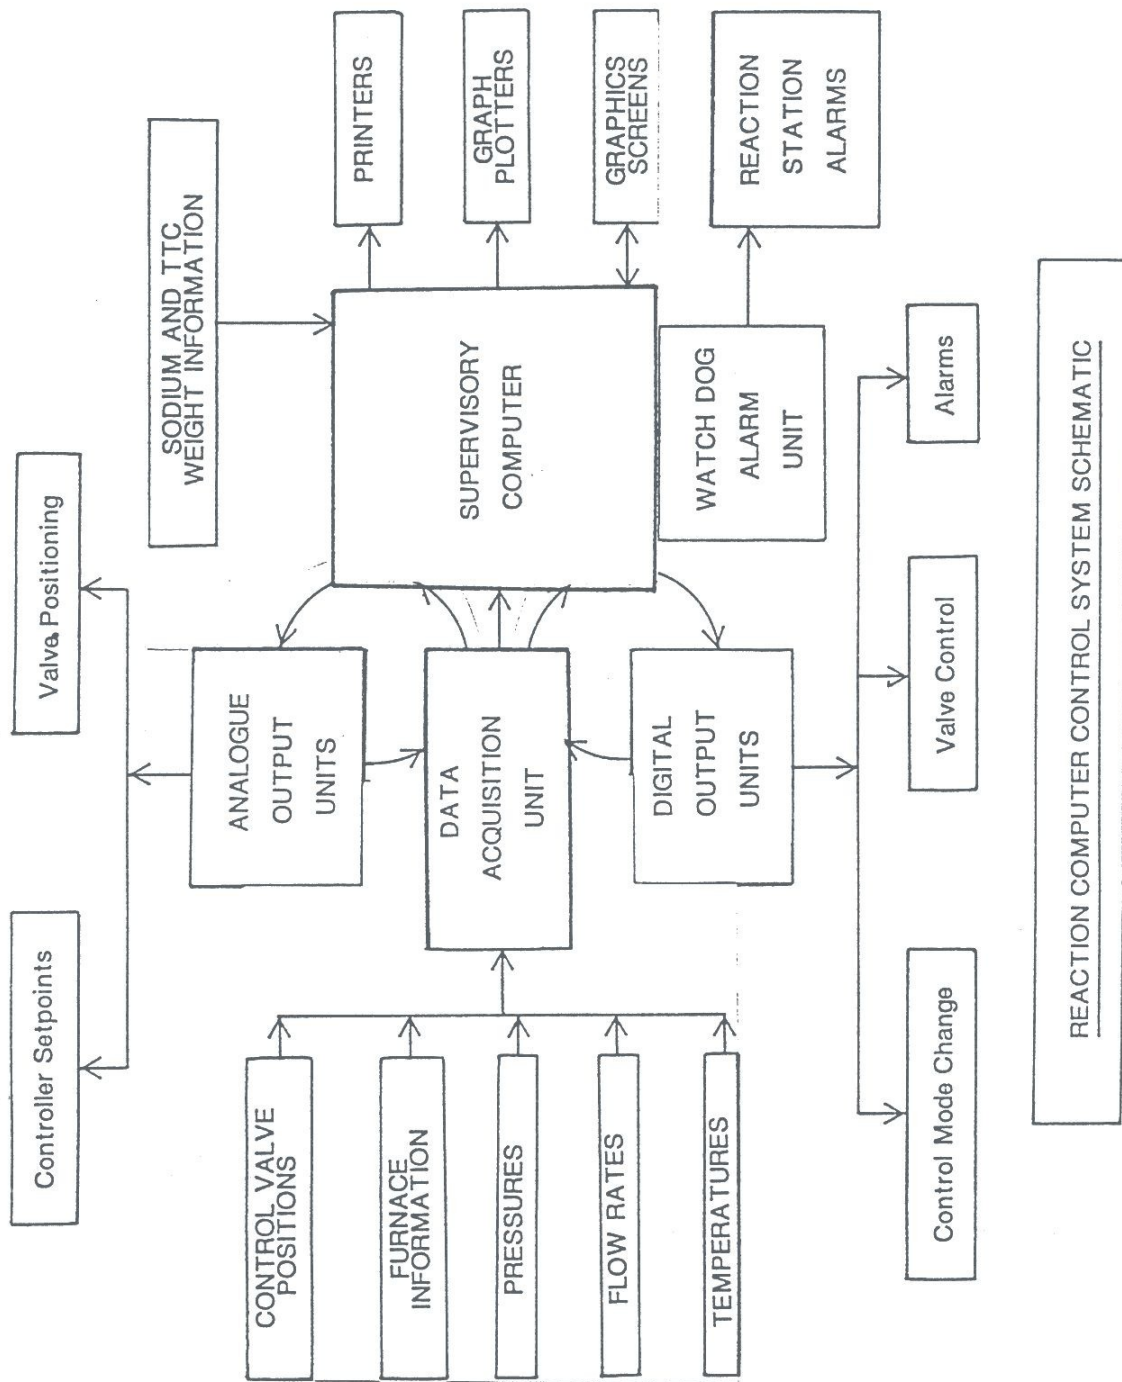 Controller Setpoints
Valve Positioning
SODIUM AND TTC
WEIGHT INFORMATION
CONTROL VALVE
POSITIONS
FURNACE
INFORMATION
PRESSURES
FLOW RATES
TEMPERATURES
ANALOGUE
OUTPUT
UNITS
DATA
ACQUISITION
UNIT
DIGITAL
OUTPUT
UNITS
SUPERVISORY
COMPUTER
WATCH DOG
ALARM
UNIT
PRINTERS
GRAPH
PLOTTERS
GRAPHICS
SCREENS
REACTION
STATION
ALARMS
Control Mode Change
Valve Control
Alarms
REACTION COMPUTER CONTROL SYSTEM SCHEMATIC